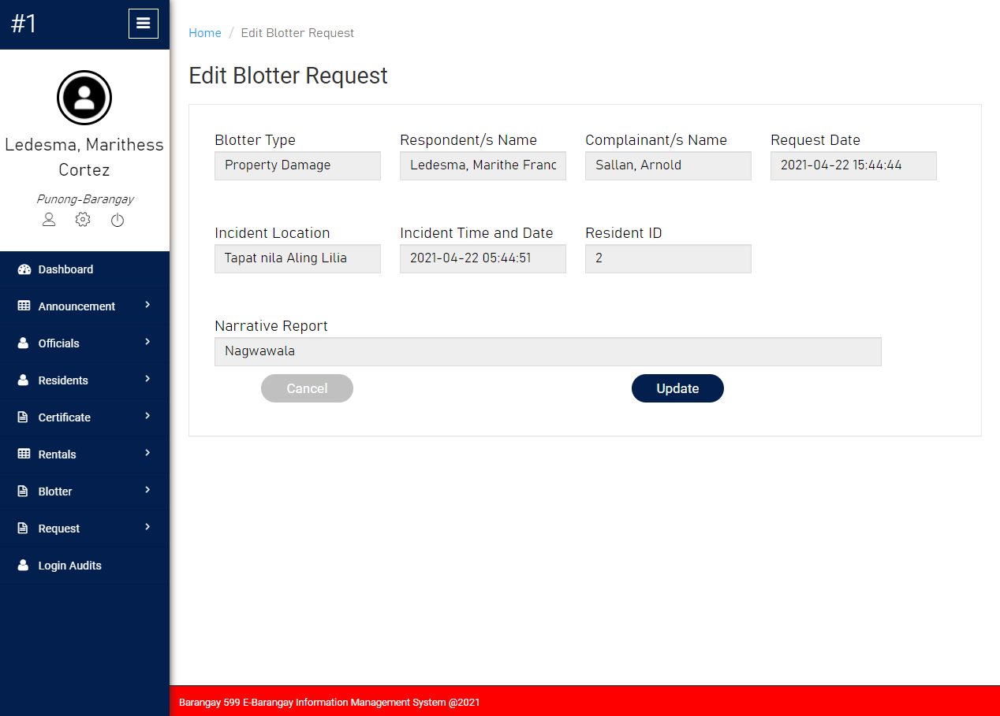 #1
Ledesma, Marithess
Cortez
Punong-Barangay
Dashboard
Announcement
Officials
Residents
Certificate
Rentals
Blotter
Request
Login Audits
Home / Edit Blotter Request
Edit Blotter Request
Blotter Type Respondent/s Name Complainant/s Name Request Date
Property Damage Ledesma, Marithe Franc Sallan, Arnold 2021-04-22 15:44:44
Incident Location Incident Time and Date Resident ID
Tapat nila Aling Lilia 2021-04-22 05:44:51 2
Narrative Report
Nagwawala
Cancel Update
Barangay 599 E-Barangay Information Management System @2021